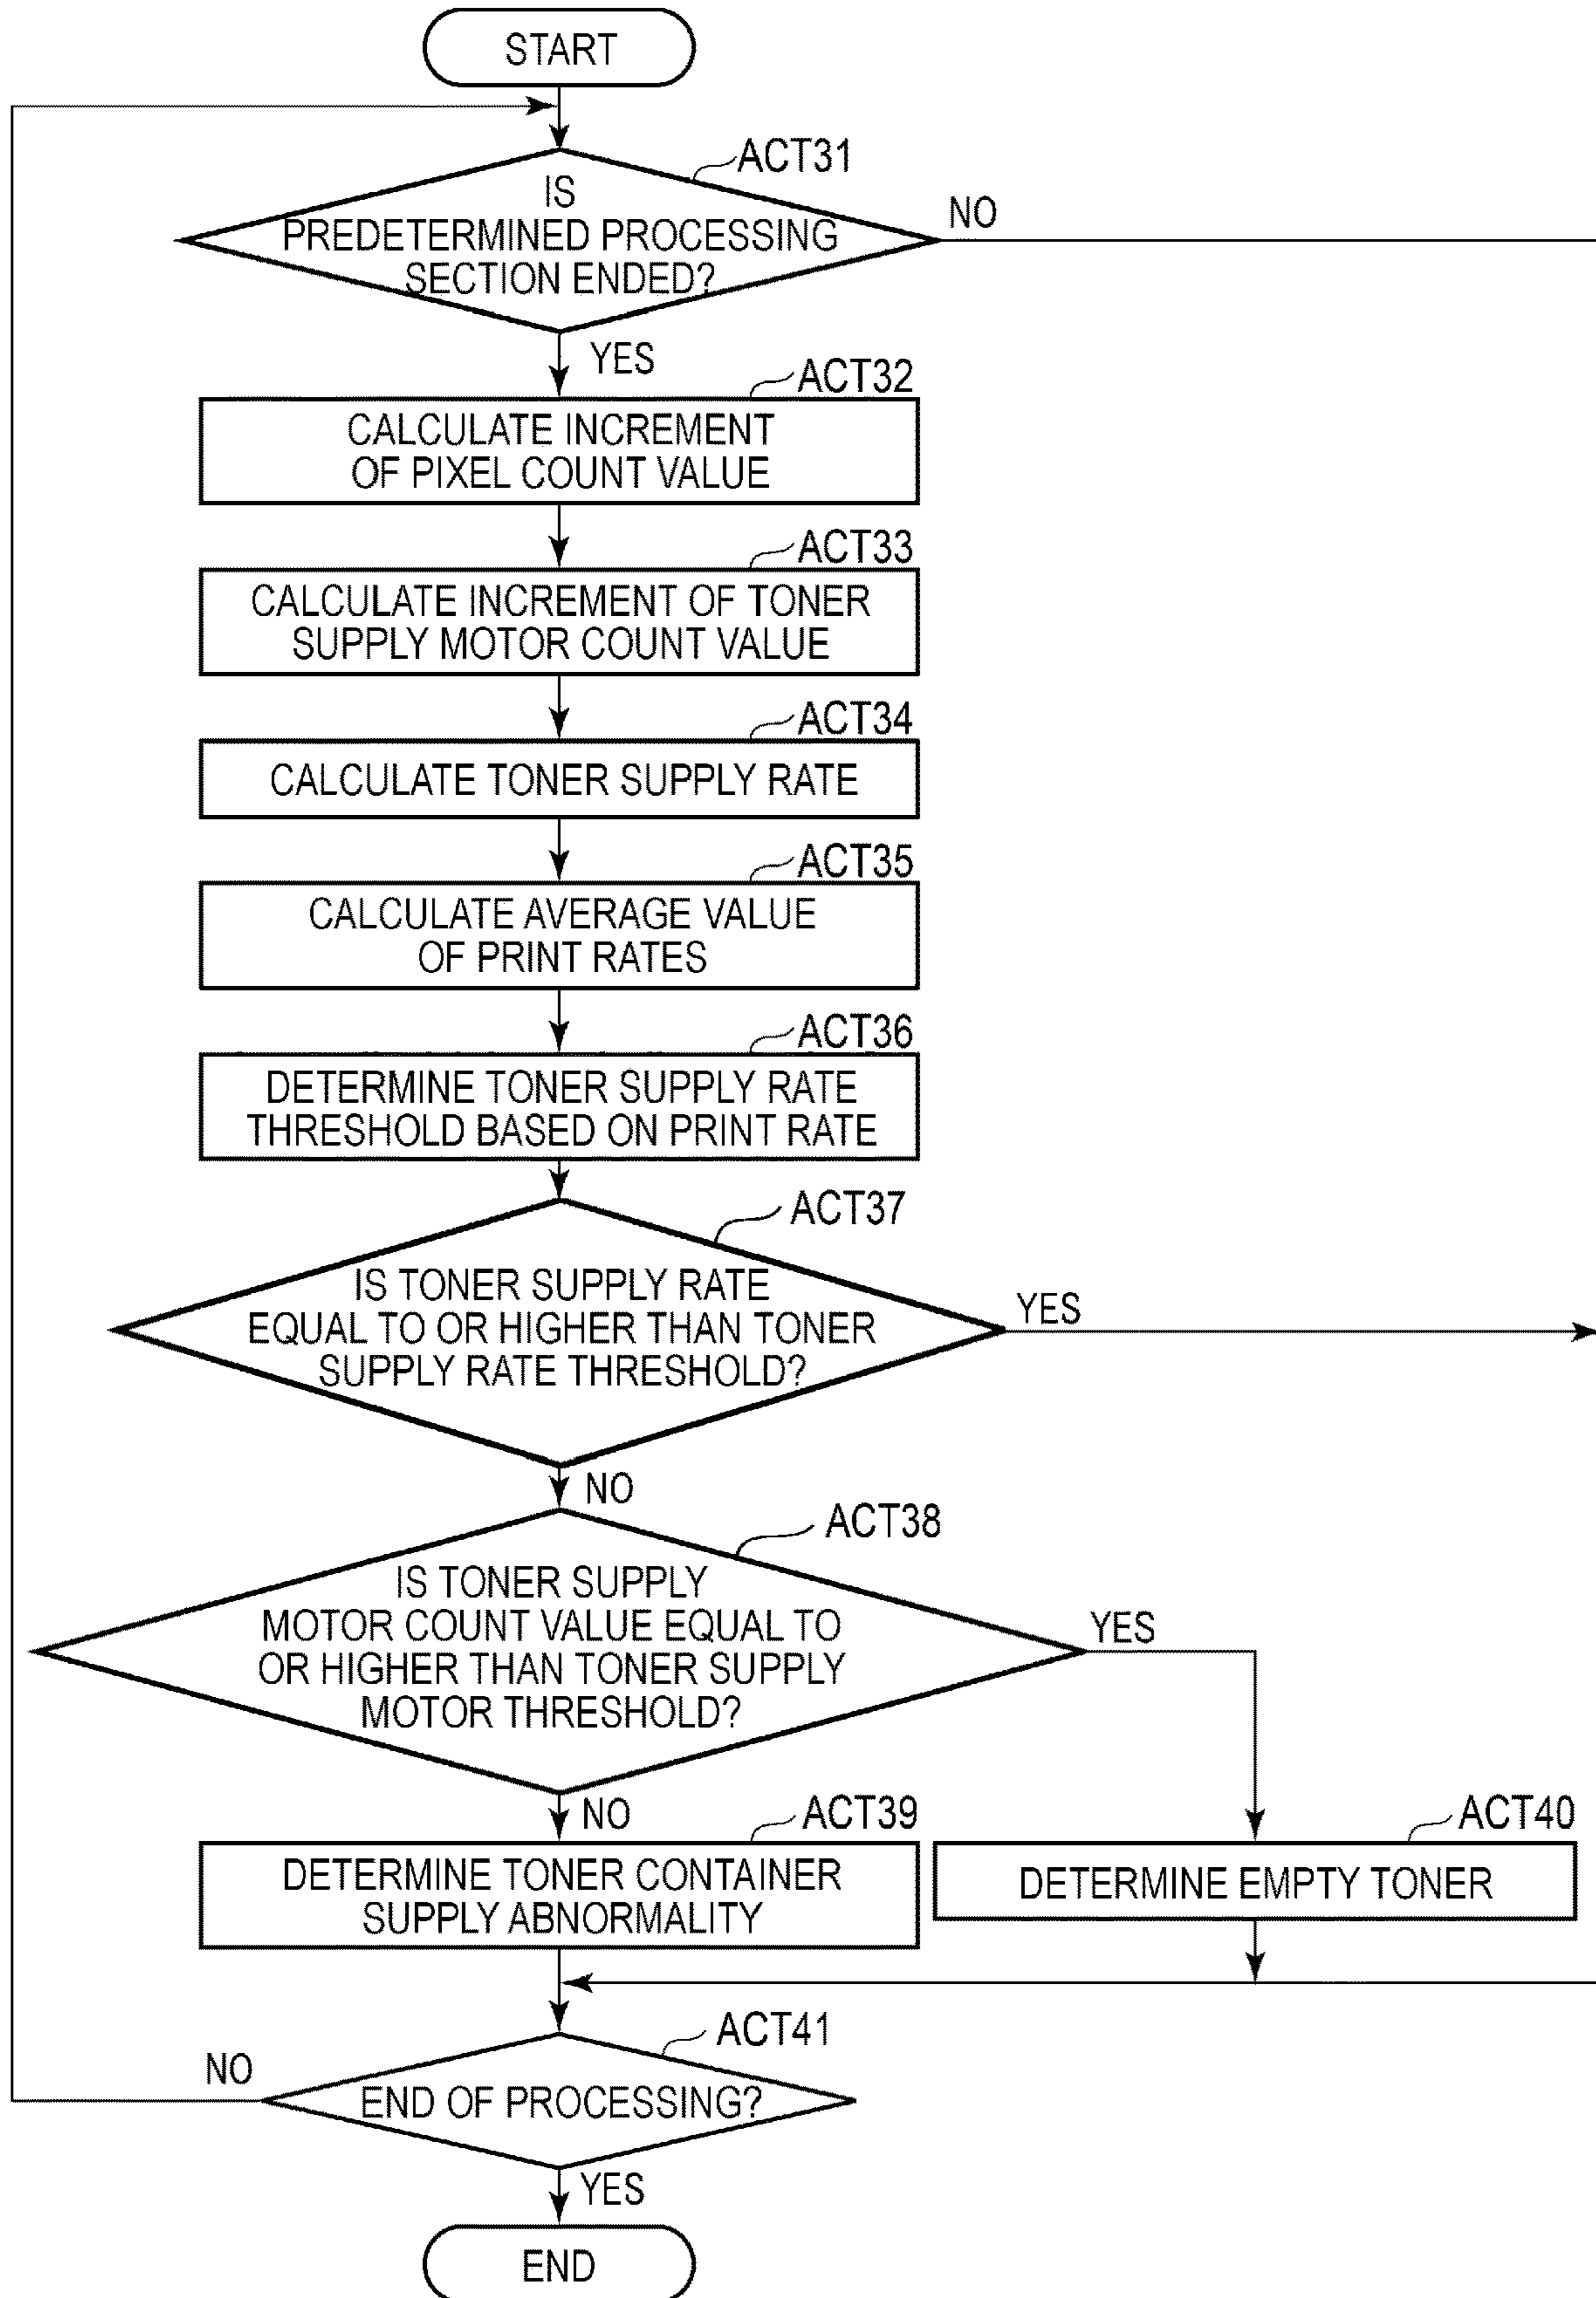 START
ACT31
IS
PREDETERMINED PROCESSING
SECTION ENDED?
NO
YES
ACT32
CALCULATE INCREMENT
OF PIXEL COUNT VALUE
ACT33
CALCULATE INCREMENT OF TONER
SUPPLY MOTOR COUNT VALUE
ACT34
CALCULATE TONER SUPPLY RATE
ACT35
CALCULATE AVERAGE VALUE
OF PRINT RATES
ACT36
DETERMINE TONER SUPPLY RATE
THRESHOLD BASED ON PRINT RATE
ACT37
IS TONER SUPPLY RATE
EQUAL TO OR HIGHER THAN TONER
SUPPLY RATE THRESHOLD?
YES
NO
ACT38
IS TONER SUPPLY
MOTOR COUNT VALUE EQUAL TO
OR HIGHER THAN TONER SUPPLY
MOTOR THRESHOLD?
YES
NO
ACT39
DETERMINE TONER CONTAINER
SUPPLY ABNORMALITY
ACT40
DETERMINE EMPTY TONER
ACT41
NO
END OF PROCESSING?
YES
END